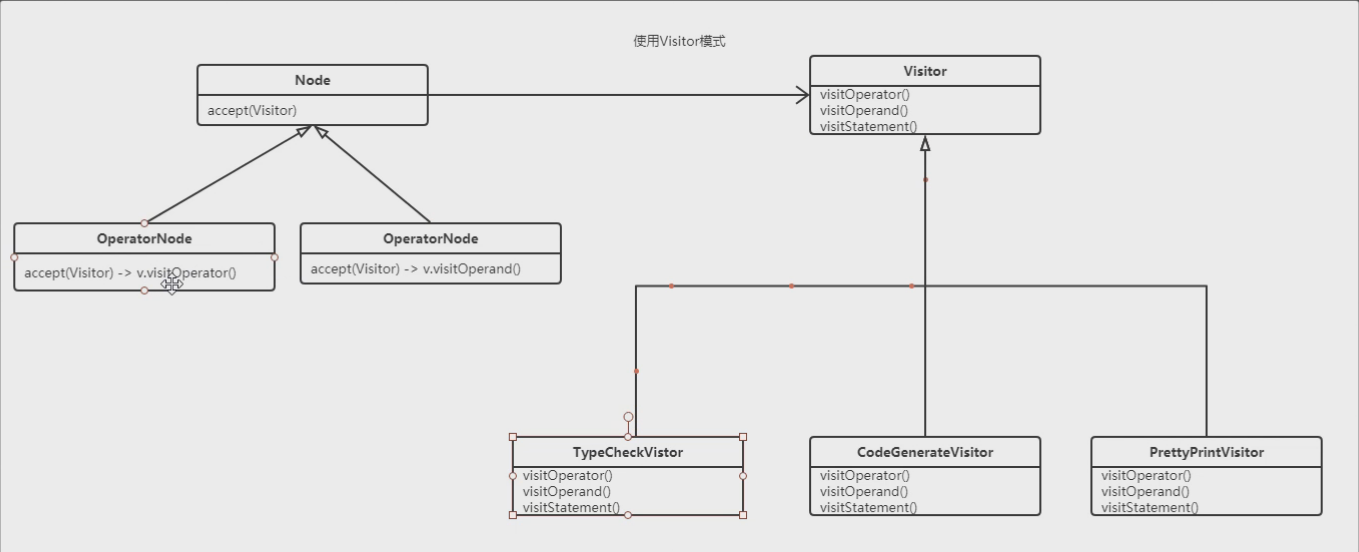 使用Visitor模式
Node
accept(Visitor)
Visitor
visitOperator()
visitOperand()
visitStatement()
OperatorNode
accept(Visitor) -> v.visitOperator()
OperatorNode
accept(Visitor) -> v.visitOperand()
TypeCheckVistor
visitOperator()
visitOperand()
visitStatement()
CodeGenerateVisitor
visitOperator()
visitOperand()
visitStatement()
PrettyPrintVisitor
visitOperator()
visitOperand()
visitStatement()